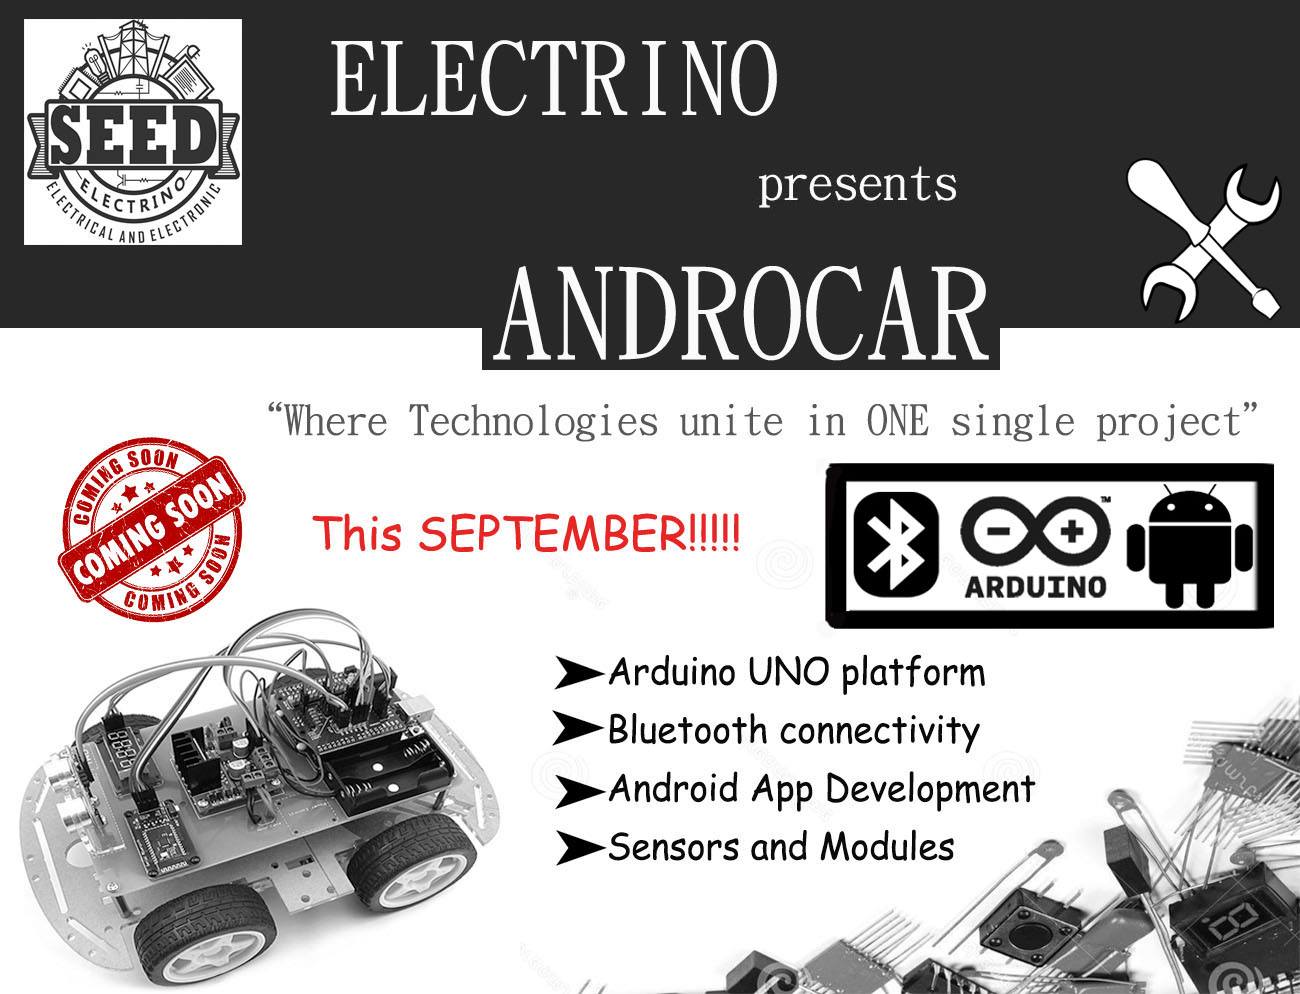 SEED
ELECTRINO
ELECTRICAL AND ELECTRONIC
ELECTRINO
presents
ANDROCAR
“Where Technologies unite in ONE single project”
COMING SOON
COMING SOON
COMING SOON
This SEPTEMBER!!!!!
ARDUINO™
Arduino UNO platform
Bluetooth connectivity
Android App Development
Sensors and Modules